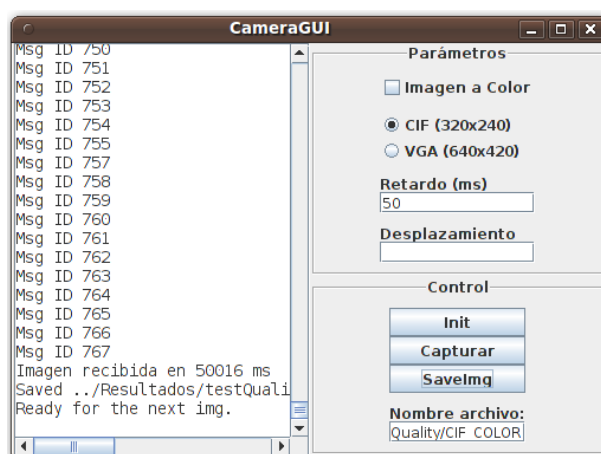 CameraGUI
Msg ID 750
Msg ID 751
Msg ID 752
Msg ID 753
Msg ID 754
Msg ID 755
Msg ID 757
Msg ID 758
Msg ID 759
Msg ID 760
Msg ID 761
Msg ID 762
Msg ID 763
Msg ID 764
Msg ID 765
Msg ID 766
Msg ID 767
Imagen recibida en 50016 ms
Saved ../Resultados/testQuali
Ready for the next img.
Parámetros
Imagen a Color
CIF (320x240)
VGA (640x420)
Retardo (ms)
50
Desplazamiento
Control
Init
Capturar
SaveImg
Nombre archivo:
Quality/CIF_COLOR